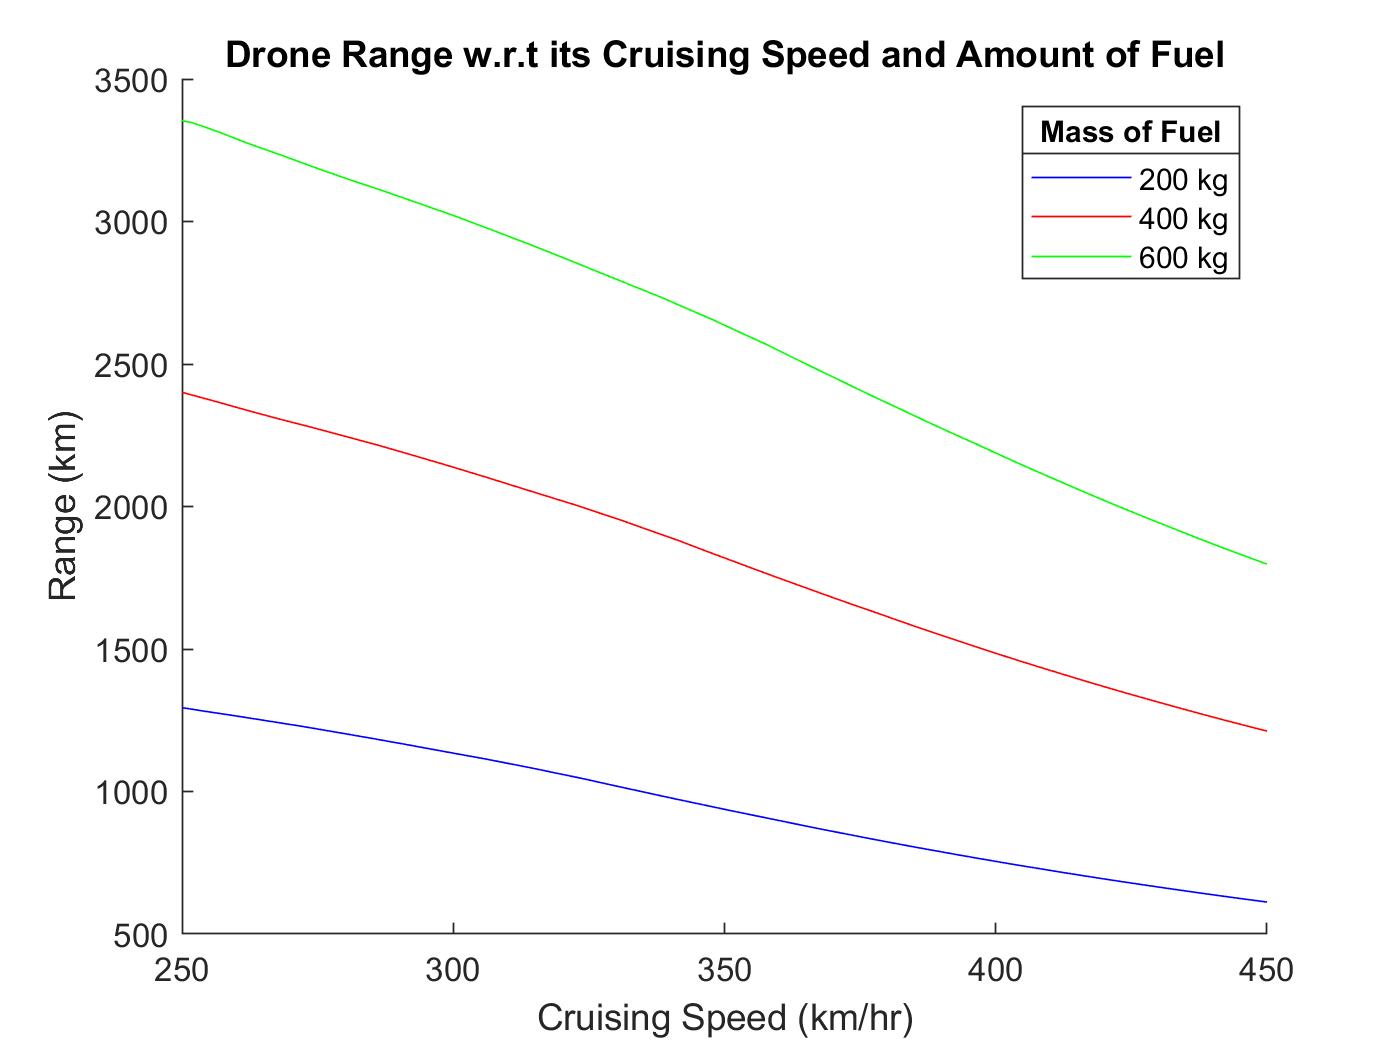 Drone Range w.r.t its Cruising Speed and Amount of Fuel
3500
3000
2500
2000
1500
1000
500
Range (km)
250
300
350
400
450
Cruising Speed (km/hr)
Mass of Fuel
200 kg
400 kg
600 kg